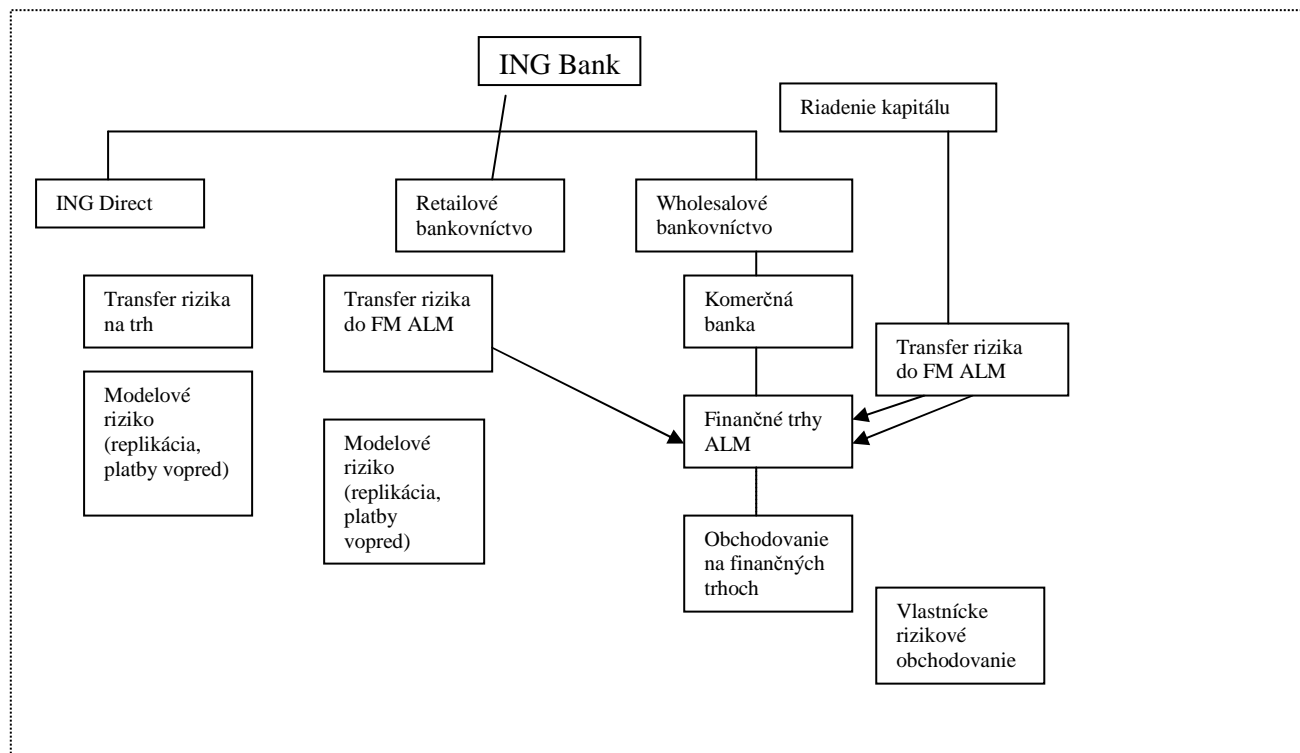 ING Bank
Riadenie kapitálu
ING Direct
Retailové
bankovníctvo
Wholesalové
bankovníctvo
Transfer rizika
na trh
Transfer rizika
do FM ALM
Komerčná
banka
Transfer rizika
do FM ALM
Modelové
riziko
(replikácia,
platby vopred)
Modelové
riziko
(replikácia,
platby
vopred)
Finančné trhy
ALM
Obchodovanie
na finančných
trhoch
Vlastnícke
rizikové
obchodovanie